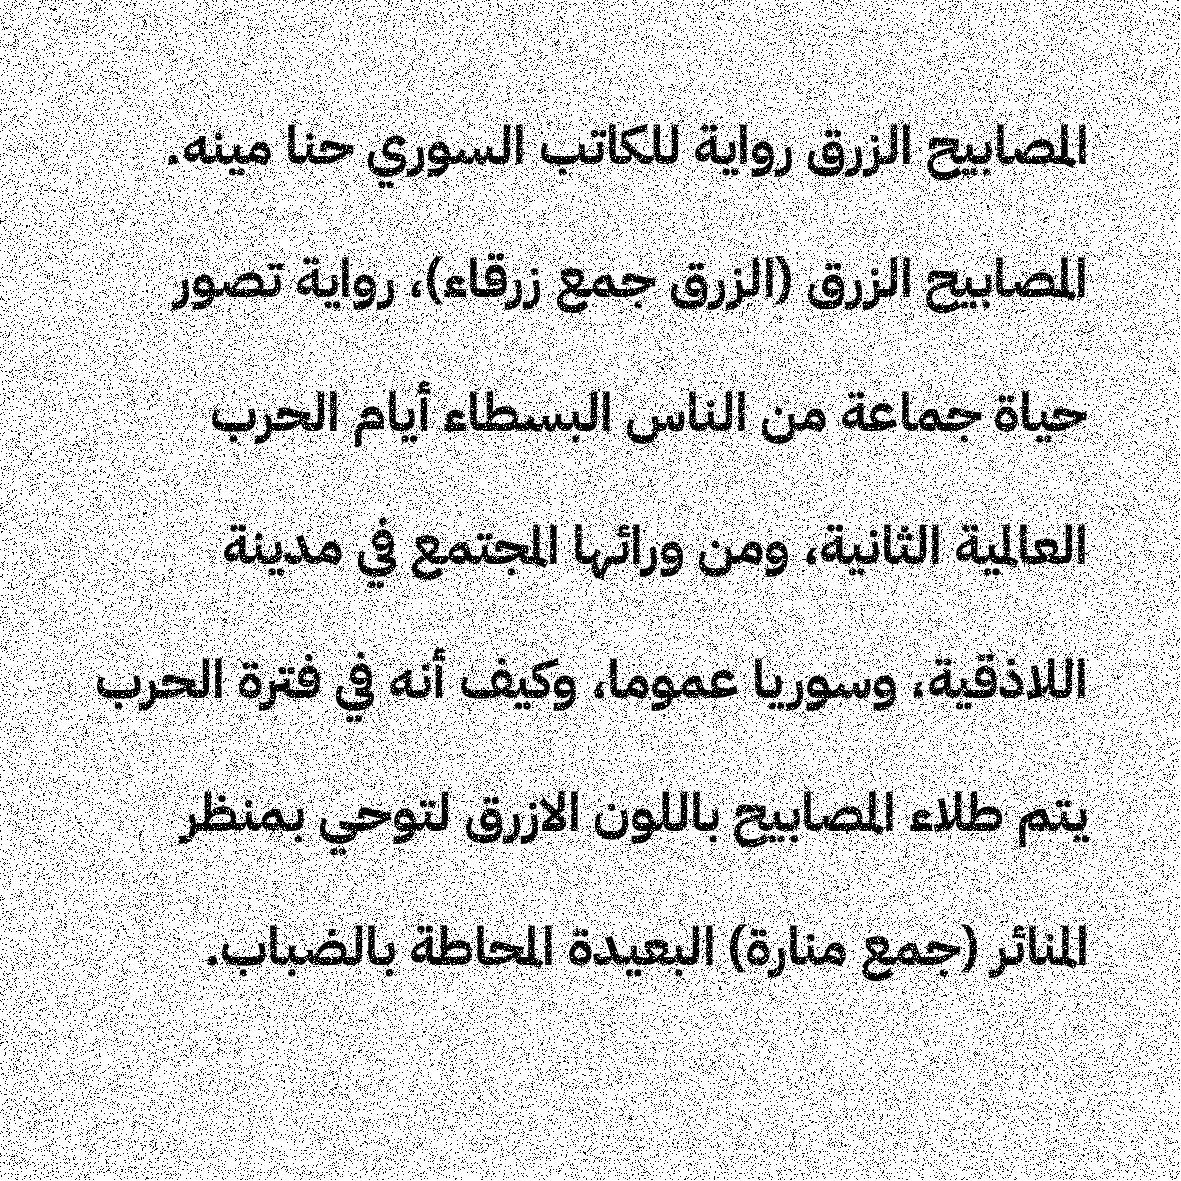 المصابيح الزرق رواية للكاتب السوري حنا مينه.
المصابيح الزرق (الزرق جمع زرقاء)، رواية تصور
حياة جماعة من الناس البسطاء أيام الحرب
العالمية الثانية، ومن ورائها المجتمع في مدينة
اللاذقية، وسوريا عموما، وكيف أنه في فترة الحرب
يتم طلاء المصابيح باللون الازرق لتوحي بمنظر
المنائر (جمع منارة) البعيدة المحاطة بالضباب.